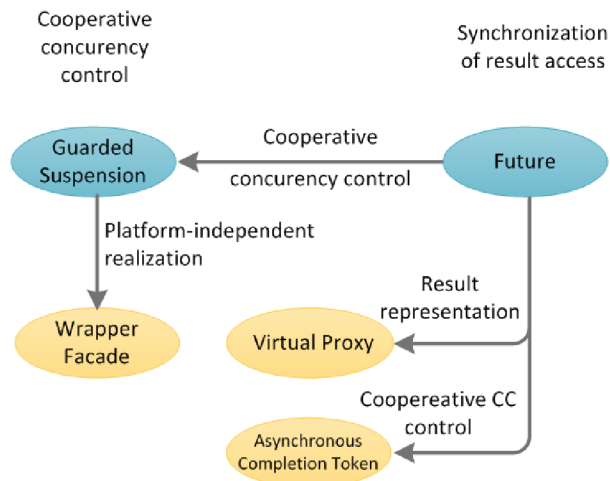 Cooperative
concurency
control
Synchronization
of result access
Guarded
Suspension
Cooperative
concurency control
Future
Platform-independent
realization
Wrapper
Facade
Result
representation
Virtual Proxy
Coopereative CC
control
Asynchronous
Completion Token